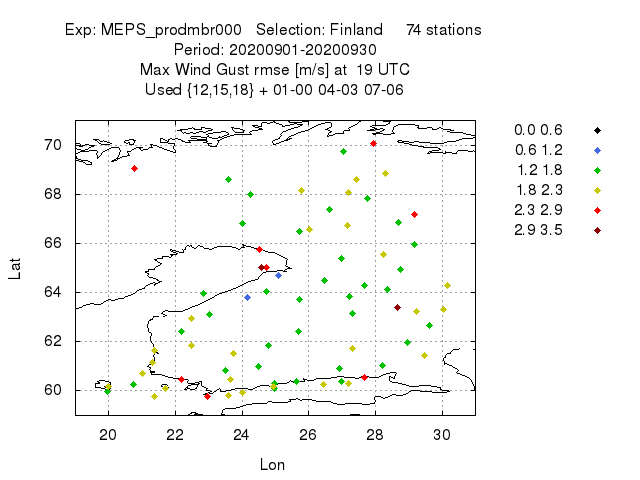 Exp: MEPS_prodmbr000 Selection: Finland 74 stations
Period: 20200901-20200930
Max Wind Gust rmse [m/s] at 19 UTC
Used {12,15,18} + 01-00 04-03 07-06
0.0 0.6
0.6 1.2
1.2 1.8
1.8 2.3
2.3 2.9
2.9 3.5
70
68
66
64
62
60
Lat
20 22 24 26 28 30
Lon